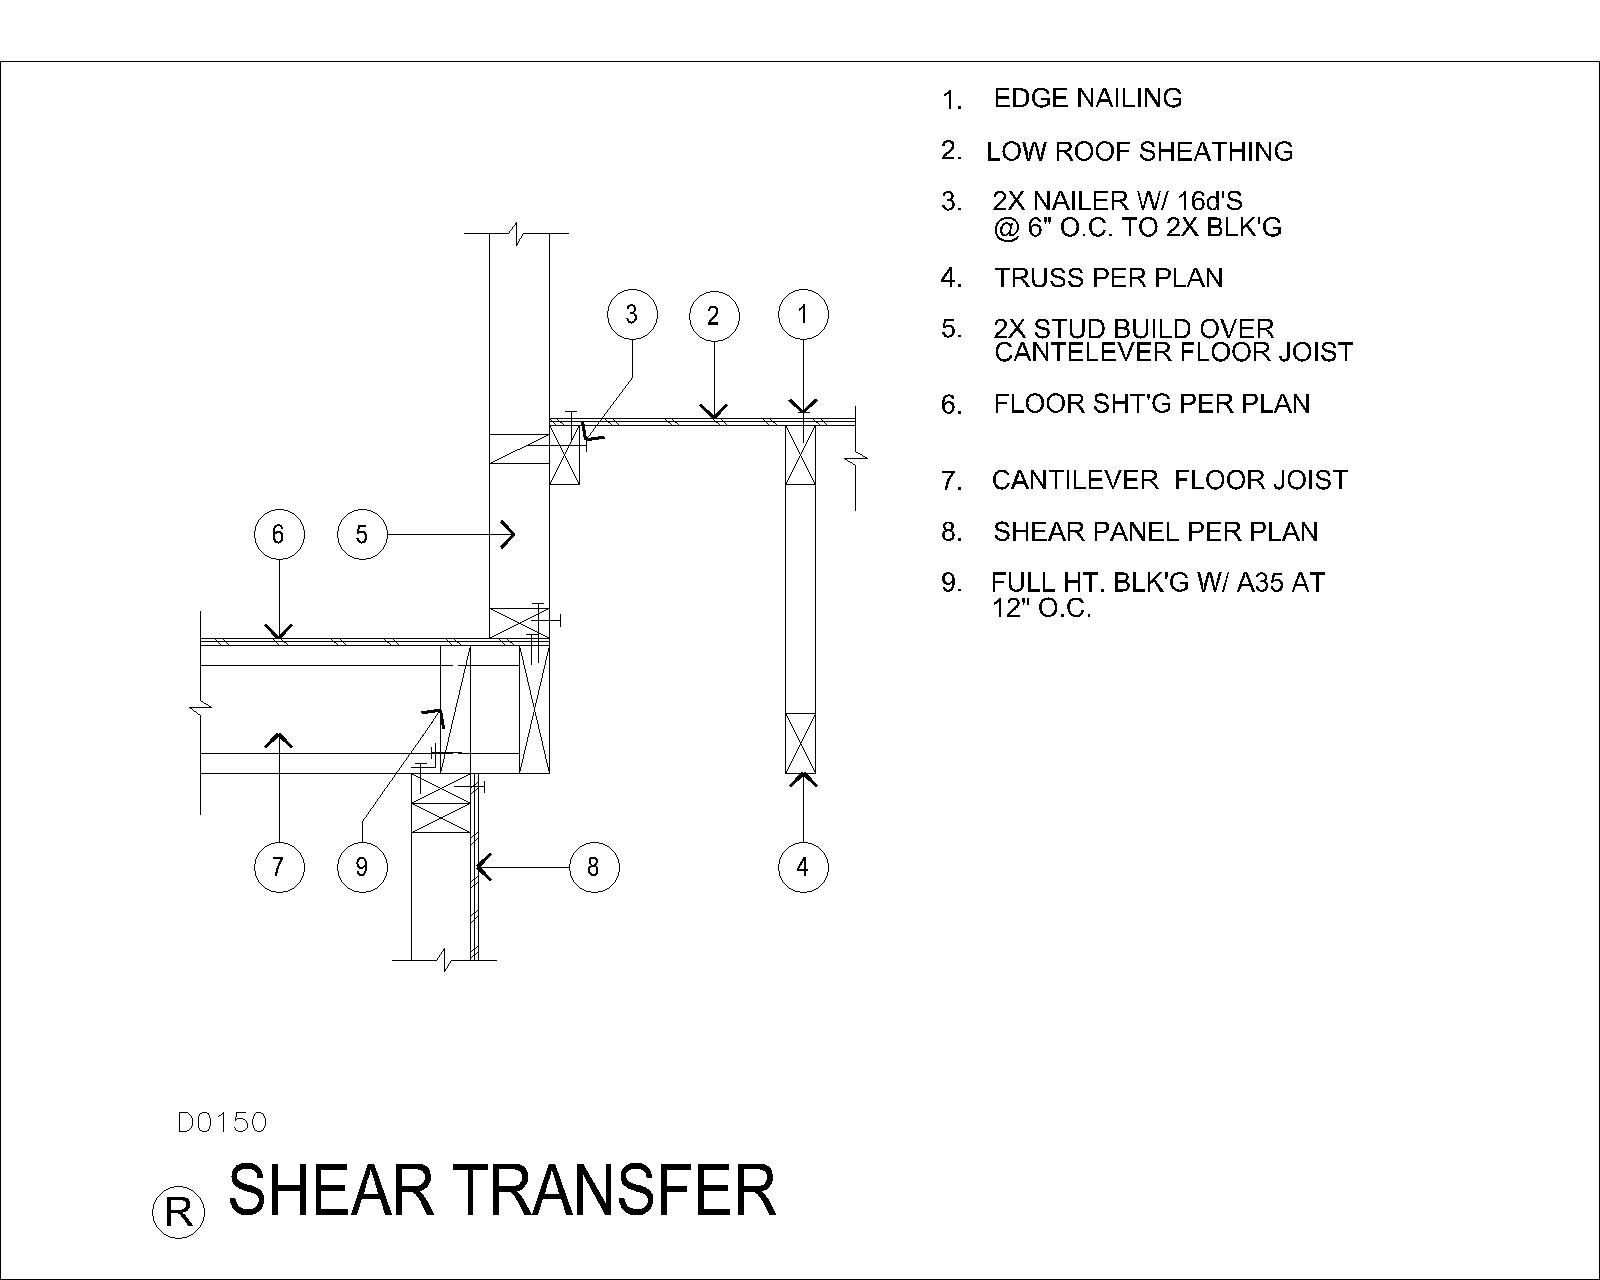 1. EDGE NAILING
2. LOW ROOF SHEATHING
3. 2X NAILER W/ 16d'S
@ 6" O.C. TO 2X BLK'G
4. TRUSS PER PLAN
5. 2X STUD BUILD OVER
CANTELEVER FLOOR JOIST
6. FLOOR SHT'G PER PLAN
7. CANTILEVER FLOOR JOIST
8. SHEAR PANEL PER PLAN
9. FULL HT. BLK'G W/ A35 AT
12" O.C.
3 2 1
6 5
7 9 8 4
D0150
R SHEAR TRANSFER